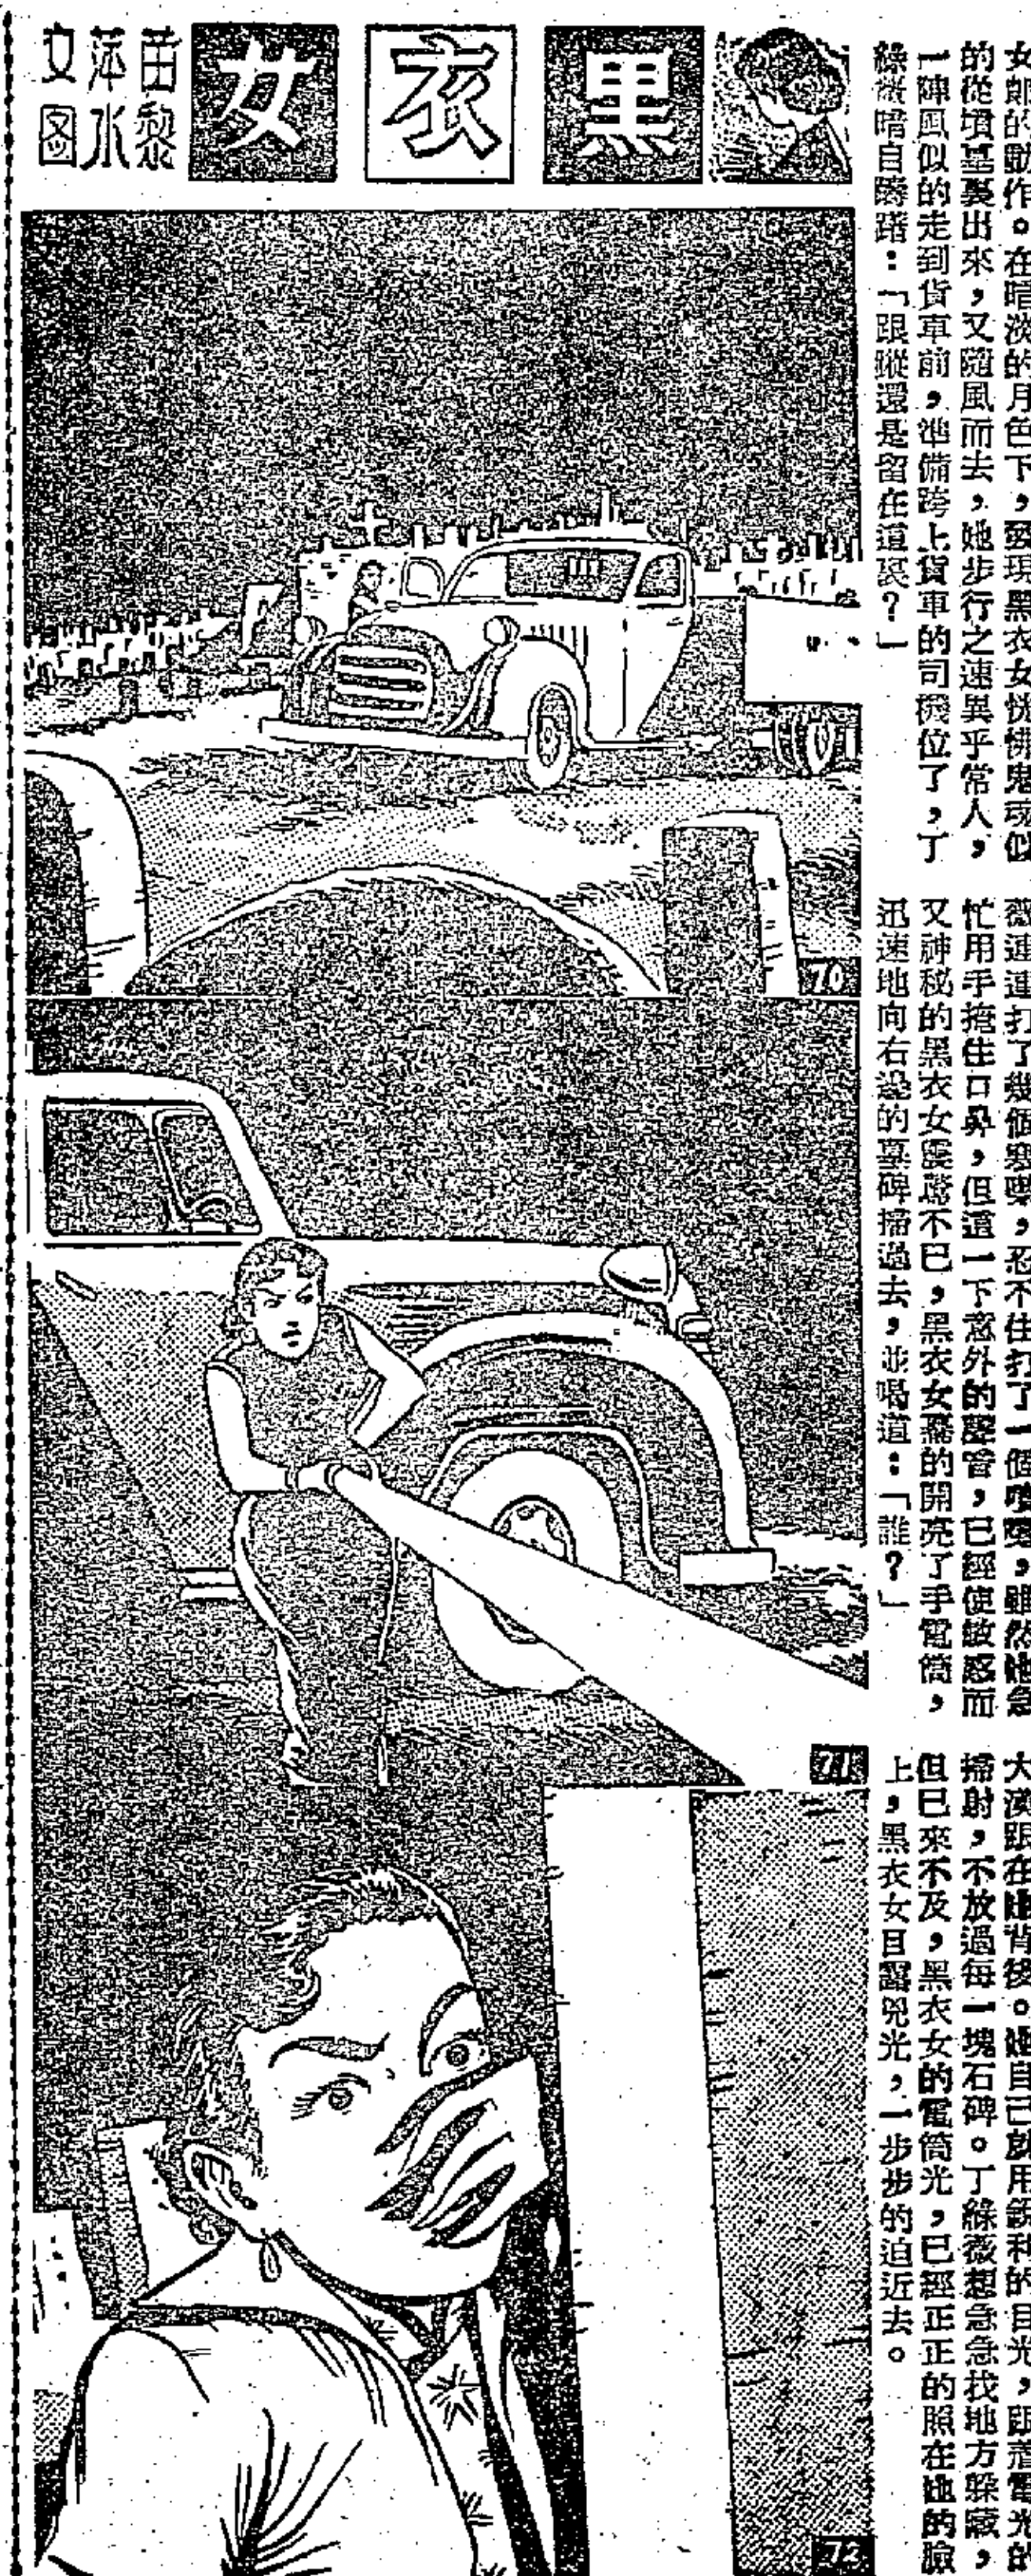 黑衣女
苗萍文
黎水图
女郎的動作。在暗淡的月色下，發現黑衣女恍惚鬼魂似
的從墳墓裏出來，又隨風而去，她步行之速異乎常人，
一陣風似的走到貨車前，準備跨上貨車的司機位了，丁
綠薇暗自躊躇：「跟蹤還是留在這裏？」
70
薇連連打了幾個寒噤，忍不住打了一個噴嚏，雖然她急
忙用手掩住口鼻，但這一下意外的聲音，已經使敏感而
又神秘的黑衣女震驚不已，黑衣女驀的開亮了手電筒，
迅速地向右邊的墓碑掃過去，並喝道：「誰？」
71
大漢跟在她背後。她自己就用銳利的目光，跟着電光的
掃射，不放過每一塊石碑。丁綠薇想急急找地方躲藏，
但已來不及，黑衣女的電筒光，已經正正的照在她的臉
上，黑衣女目露兇光，一步步的迫近去。
72